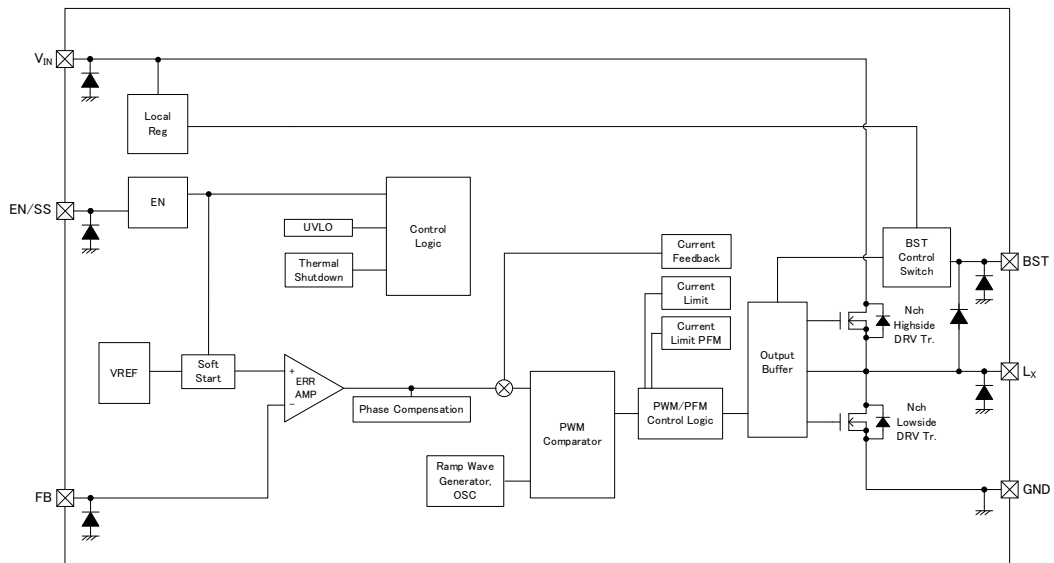 VIN
Local
Reg
EN/SS
EN
UVLO
Thermal
Shutdown
Control
Logic
Current
Feedback
Current
Limit
Current
Limit PFM
BST
Control
Switch
BST
Nch
Highside
DRV Tr.
VREF
Soft
Start
+
ERR
AMP
−
Phase Compensation
PWM
Comparator
PWM/PFM
Control Logic
Output
Buffer
LX
Nch
Lowside
DRV Tr.
Ramp Wave
Generator,
OSC
FB
GND